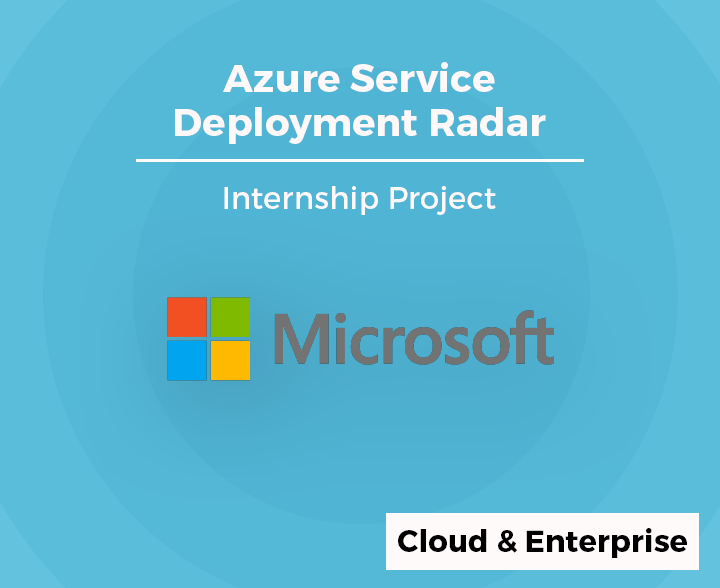 Azure Service
Deployment Radar
Internship Project
Microsoft
Cloud & Enterprise